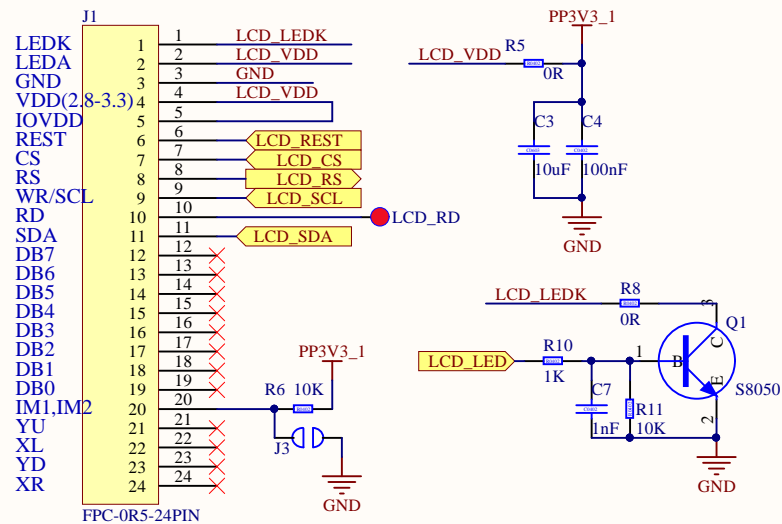 J1
LEDK 1 1 LCD_LEDK
LEDA 2 2 LCD_VDD
GND 3 3 GND
VDD(2.8-3.3) 4 4 LCD_VDD
IOVDD 5 5
REST 6 6 LCD_REST
CS 7 7 LCD_CS
RS 8 8 LCD_RS
WR/SCL 9 9 LCD_SCL
RD 10 10 LCD_RD
SDA 11 11 LCD_SDA
DB7 12 12
DB6 13 13
DB5 14 14
DB4 15 15
DB3 16 16
DB2 17 17
DB1 18 18
DB0 19 19
IM1,IM2 20 20
YU 21 21
XL 22 22
YD 23 23
XR 24 24
FPC-0R5-24PIN
PP3V3_1
R6 10K
J3
GND
PP3V3_1
LCD_VDD R5
0R
C3 C4
10uF 100nF
GND
LCD_LEDK R8
0R
3
Q1
C
LCD_LED R10
1K
1
B
E
S8050
C7
1nF
R11
10K
2
GND